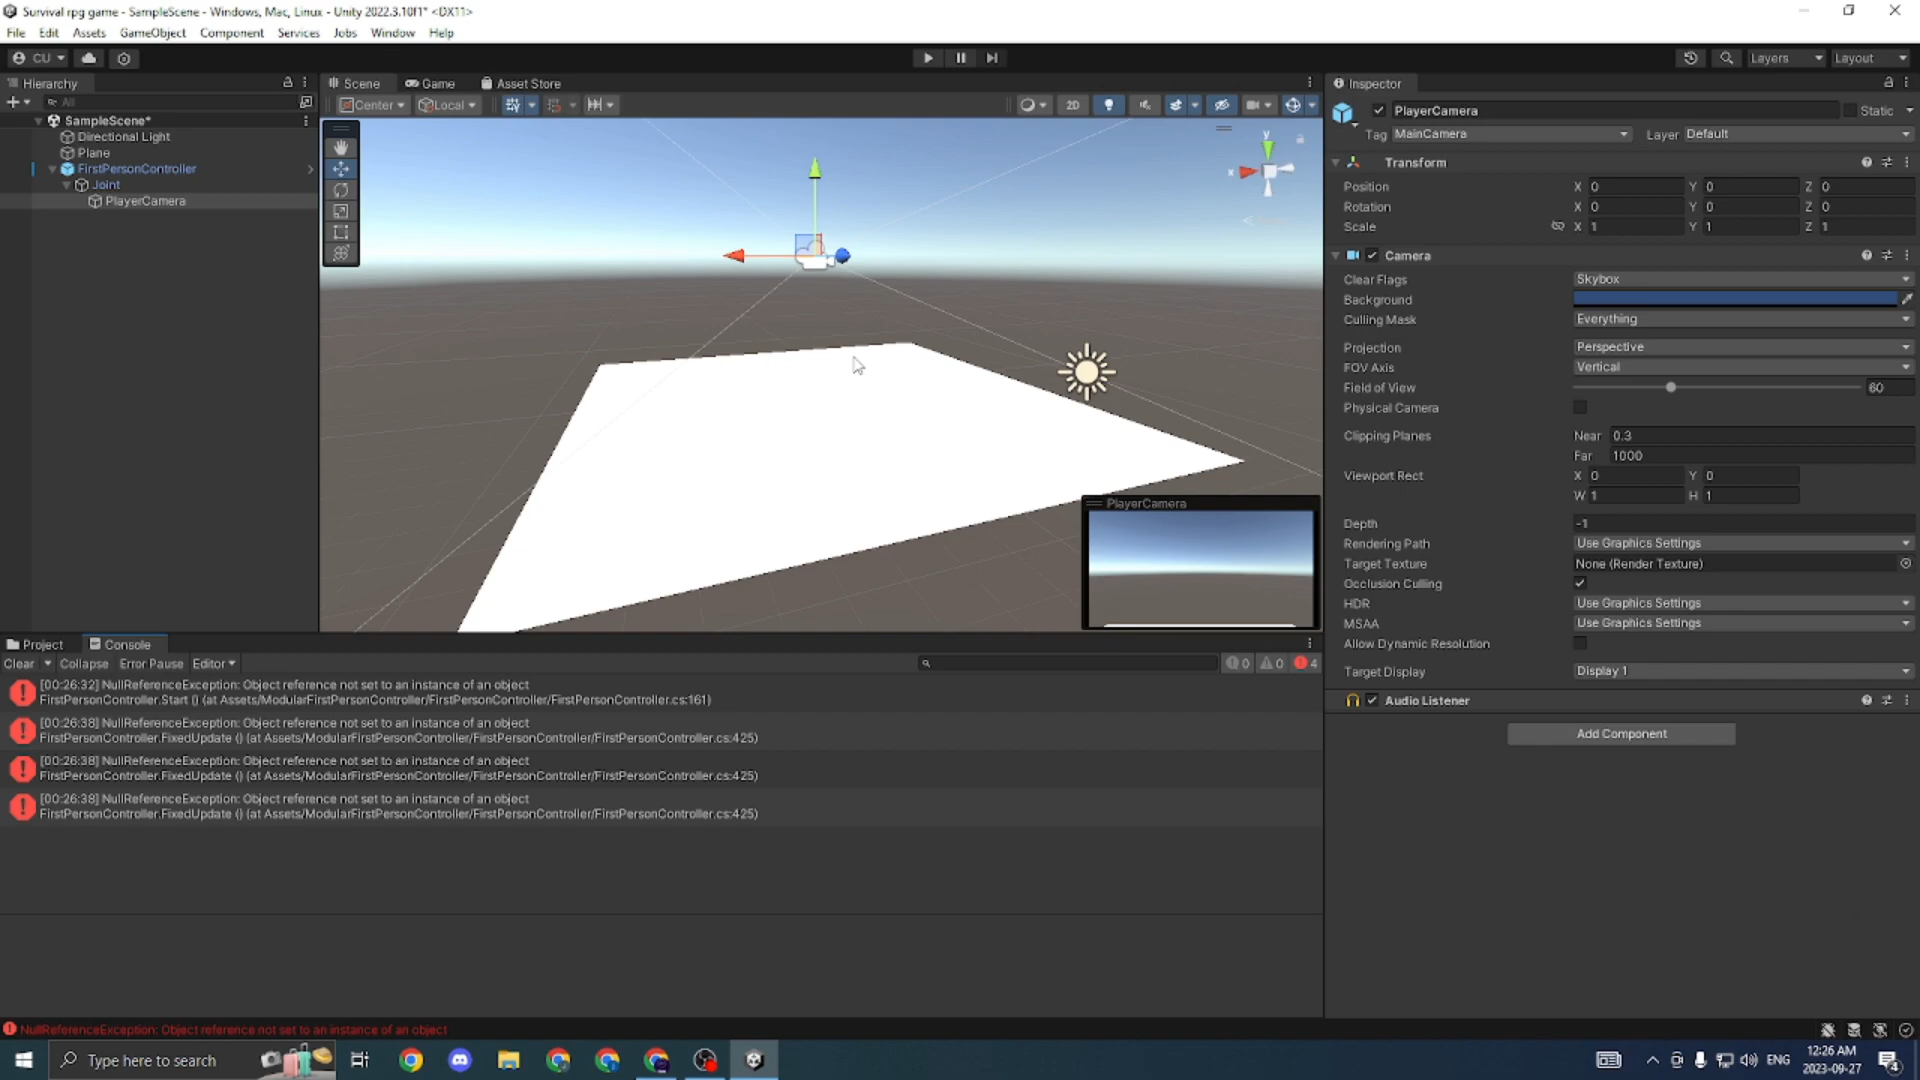 Survival rpg game - SampleScene - Windows, Mac, Linux - Unity 2022.3.10f1* <DX11>
File Edit Assets GameObject Component Services Jobs Window Help
CU Layers Layout
Hierarchy
All
SampleScene*
Directional Light
Plane
FirstPersonController
Joint
PlayerCamera
Scene Game Asset Store
Center Local 2D
y
x
PlayerCamera
Inspector
PlayerCamera Static
Tag MainCamera Layer Default
Transform
Position X 0 Y 0 Z 0
Rotation X 0 Y 0 Z 0
Scale X 1 Y 1 Z 1
Camera
Clear Flags Skybox
Background
Culling Mask Everything
Projection Perspective
FOV Axis Vertical
Field of View 60
Physical Camera
Clipping Planes Near 0.3
Far 1000
Viewport Rect X 0 Y 0
W 1 H 1
Depth -1
Rendering Path Use Graphics Settings
Target Texture None (Render Texture)
Occlusion Culling
HDR Use Graphics Settings
MSAA Use Graphics Settings
Allow Dynamic Resolution
Target Display Display 1
Audio Listener
Add Component
Project Console
Clear Collapse Error Pause Editor 0 0 4
[00:26:32] NullReferenceException: Object reference not set to an instance of an object
FirstPersonController.Start () (at Assets/ModularFirstPersonController/FirstPersonController/FirstPersonController.cs:161)
[00:26:38] NullReferenceException: Object reference not set to an instance of an object
FirstPersonController.FixedUpdate () (at Assets/ModularFirstPersonController/FirstPersonController/FirstPersonController.cs:425)
[00:26:38] NullReferenceException: Object reference not set to an instance of an object
FirstPersonController.FixedUpdate () (at Assets/ModularFirstPersonController/FirstPersonController/FirstPersonController.cs:425)
[00:26:38] NullReferenceException: Object reference not set to an instance of an object
FirstPersonController.FixedUpdate () (at Assets/ModularFirstPersonController/FirstPersonController/FirstPersonController.cs:425)
NullReferenceException: Object reference not set to an instance of an object
Type here to search
ENG
12:26 AM
2023-09-27
4